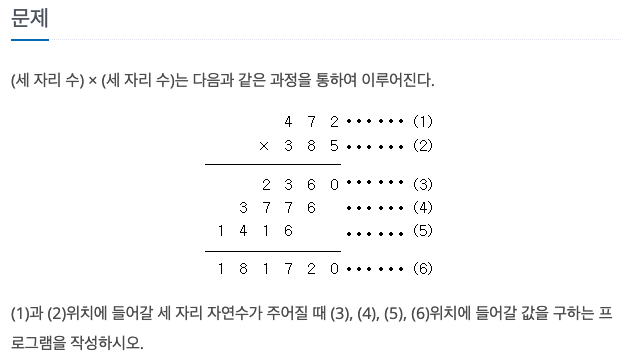 문제
(세 자리 수) × (세 자리 수)는 다음과 같은 과정을 통하여 이루어진다.
4 7 2 •••••• (1)
× 3 8 5 •••••• (2)
2 3 6 0 •••••• (3)
3 7 7 6 •••••• (4)
1 4 1 6 •••••• (5)
1 8 1 7 2 0 •••••• (6)
(1)과 (2)위치에 들어갈 세 자리 자연수가 주어질 때 (3), (4), (5), (6)위치에 들어갈 값을 구하는 프
로그램을 작성하시오.